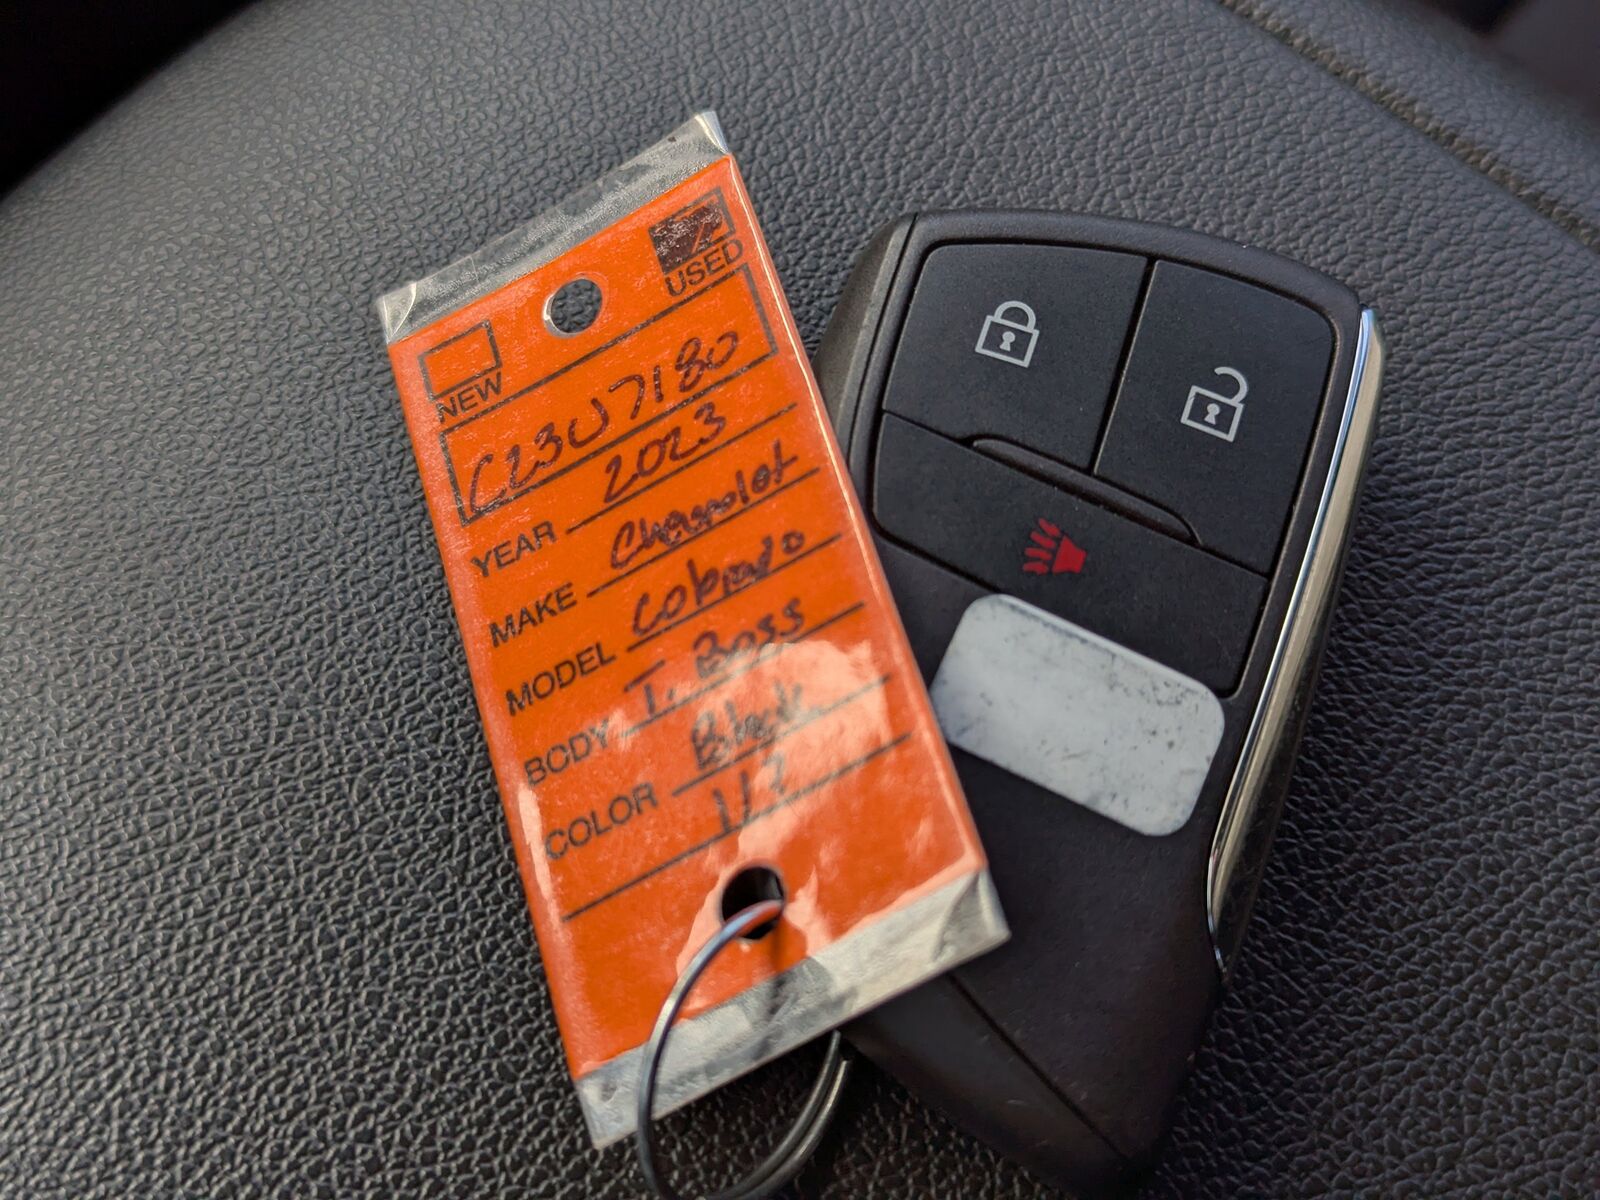 USED
NEW
C23U7180
YEAR 2023
MAKE Chevrolet
MODEL Colorado
BODY T. Boss
COLOR Black
1/2